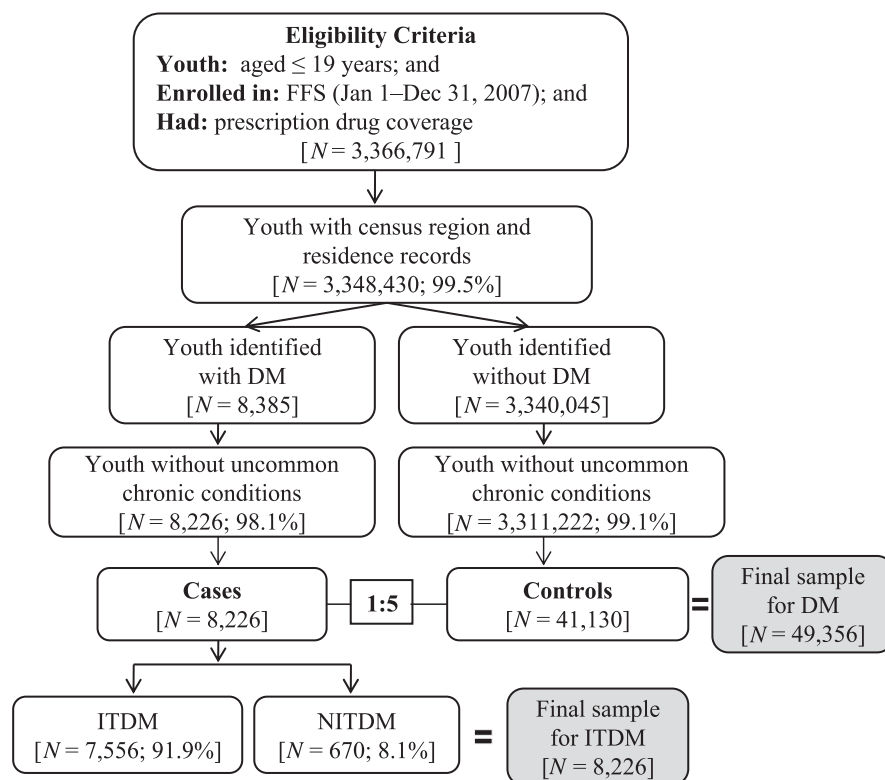 Eligibility Criteria
Youth: aged ≤ 19 years; and
Enrolled in: FFS (Jan 1–Dec 31, 2007); and
Had: prescription drug coverage
[N = 3,366,791 ]
Youth with census region and
residence records
[N = 3,348,430; 99.5%]
Youth identified
with DM
[N = 8,385]
Youth identified
without DM
[N = 3,340,045]
Youth without uncommon
chronic conditions
[N = 8,226; 98.1%]
Youth without uncommon
chronic conditions
[N = 3,311,222; 99.1%]
Cases
[N = 8,226]
1:5
Controls
[N = 41,130]
=
Final sample
for DM
[N = 49,356]
ITDM
[N = 7,556; 91.9%]
NITDM
[N = 670; 8.1%]
=
Final sample
for ITDM
[N = 8,226]